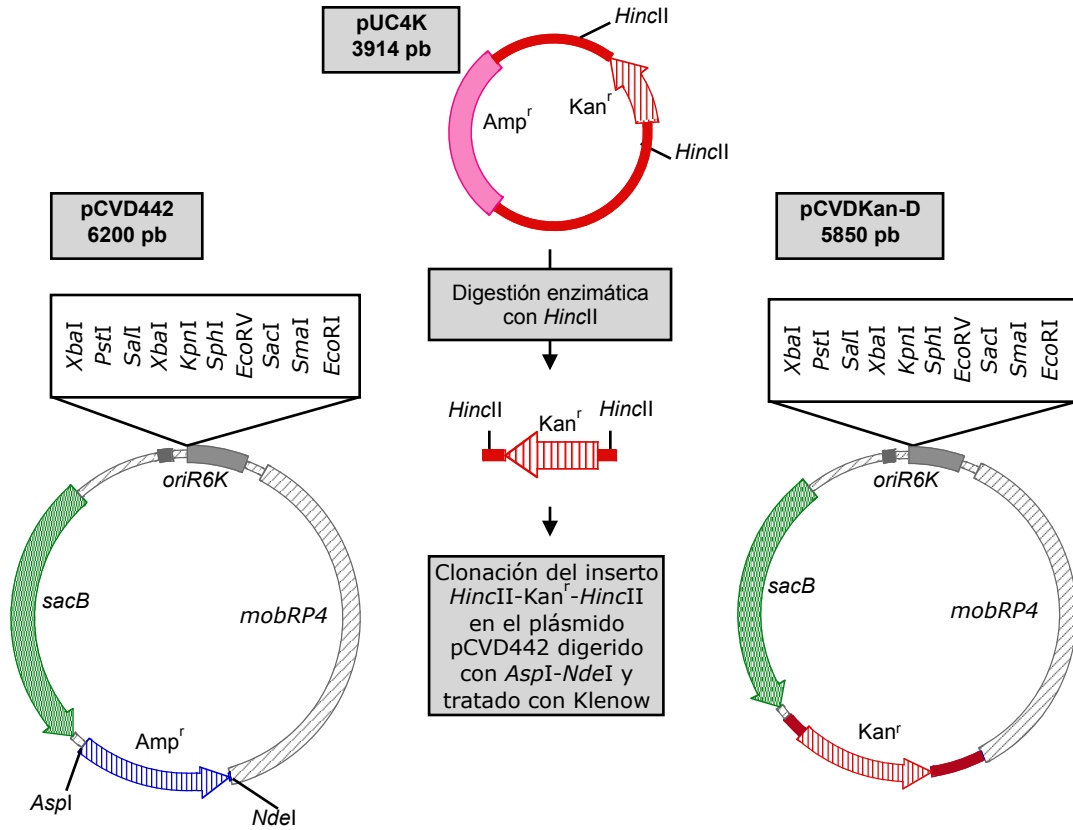 pUC4K
3914 pb
HincII
Kanʳ
Ampʳ
HincII
pCVD442
6200 pb
pCVDKan-D
5850 pb
Digestión enzimática
con HincII
XbaI
PstI
SalI
XbaI
KpnI
SphI
EcoRV
SacI
SmaI
EcoRI
XbaI
PstI
SalI
XbaI
KpnI
SphI
EcoRV
SacI
SmaI
EcoRI
HincII
Kanʳ
HincII
oriR6K
sacB
mobRP4
Ampʳ
AspI
NdeI
Clonación del inserto
HincII-Kanʳ-HincII
en el plásmido
pCVD442 digerido
con AspI-NdeI y
tratado con Klenow
oriR6K
sacB
mobRP4
Kanʳ